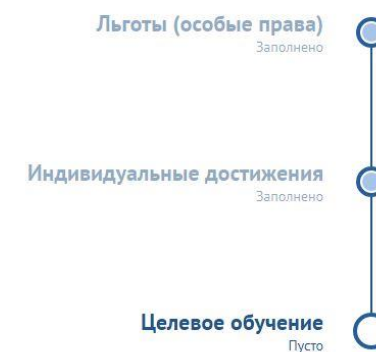 Льготы (особые права)
Заполнено
Индивидуальные достижения
Заполнено
Целевое обучение
Пусто